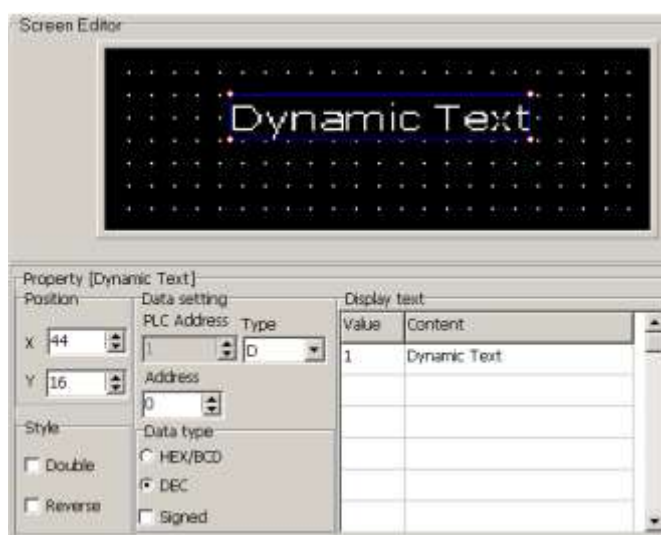 Screen Editor
Dynamic Text
Property [Dynamic Text]
Position
X 44
Y 16
Style
Double
Reverse
Data setting
PLC Address Type
1 D
Address
0
Data type
HEX/BCD
DEC
Signed
Display text
Value Content
1 Dynamic Text